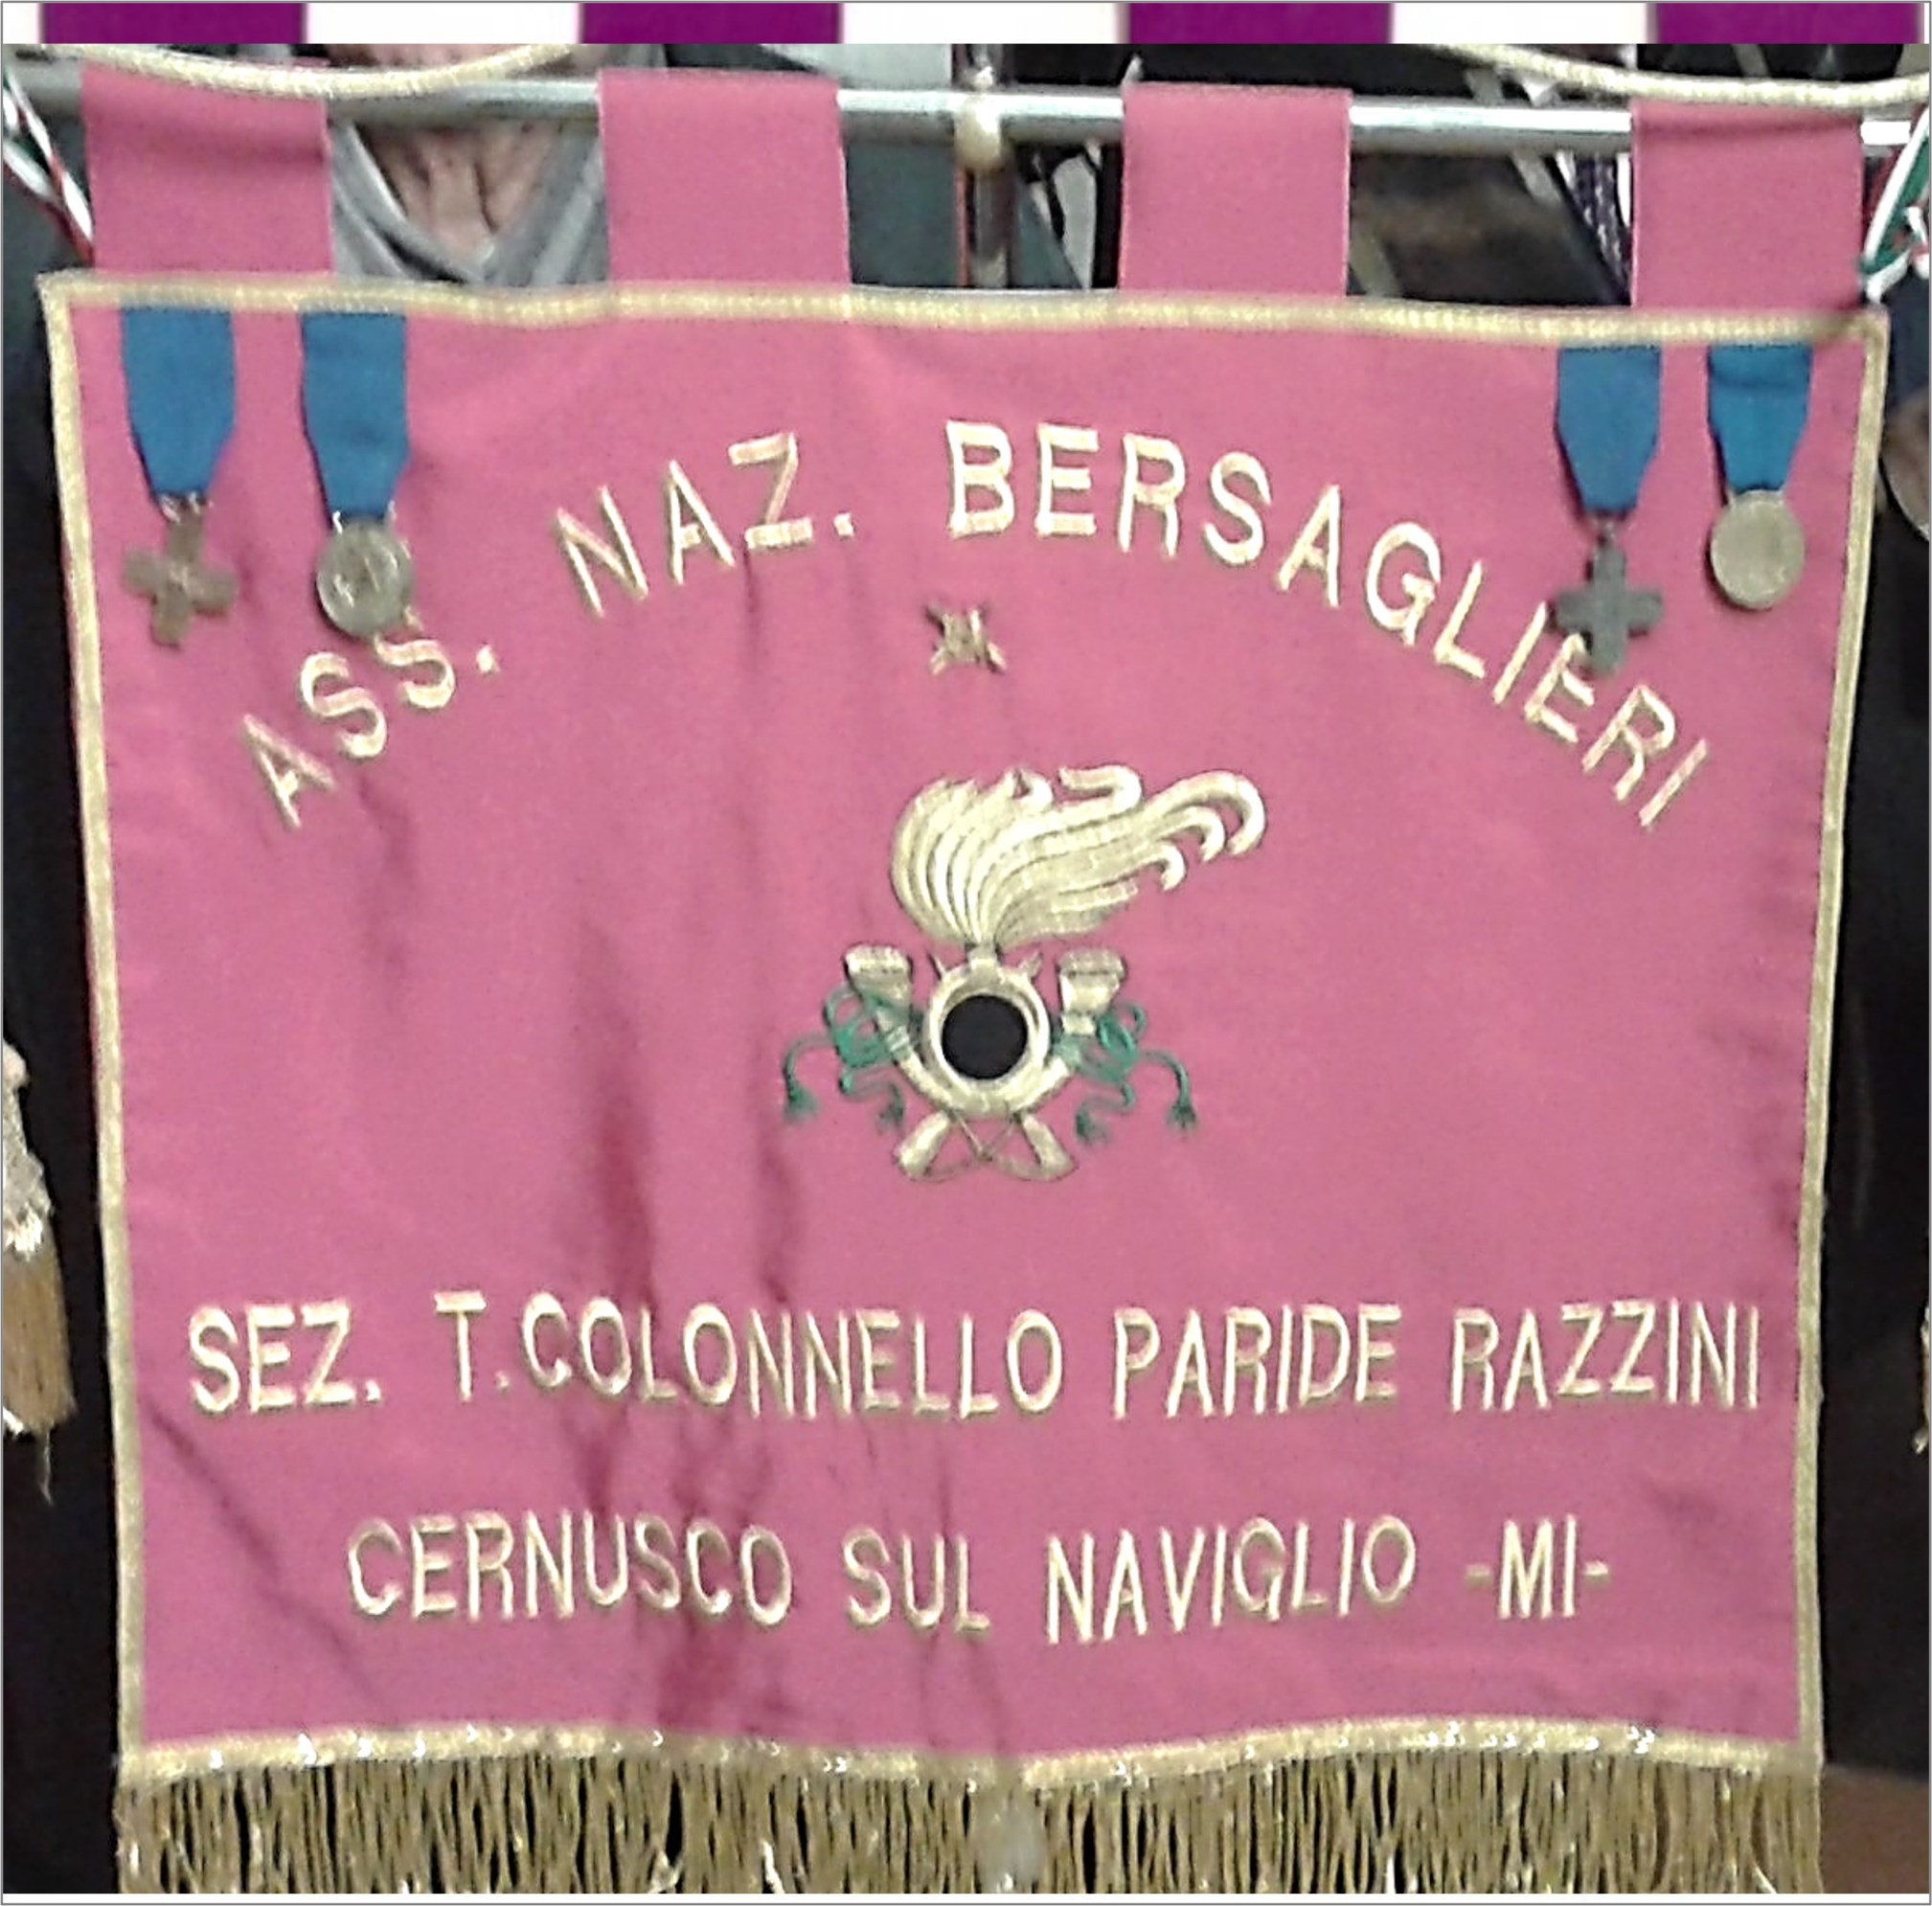 ASS. NAZ. BERSAGLIERI
SEZ. T.COLONNELLO PARIDE RAZZINI
CERNUSCO SUL NAVIGLIO -MI-